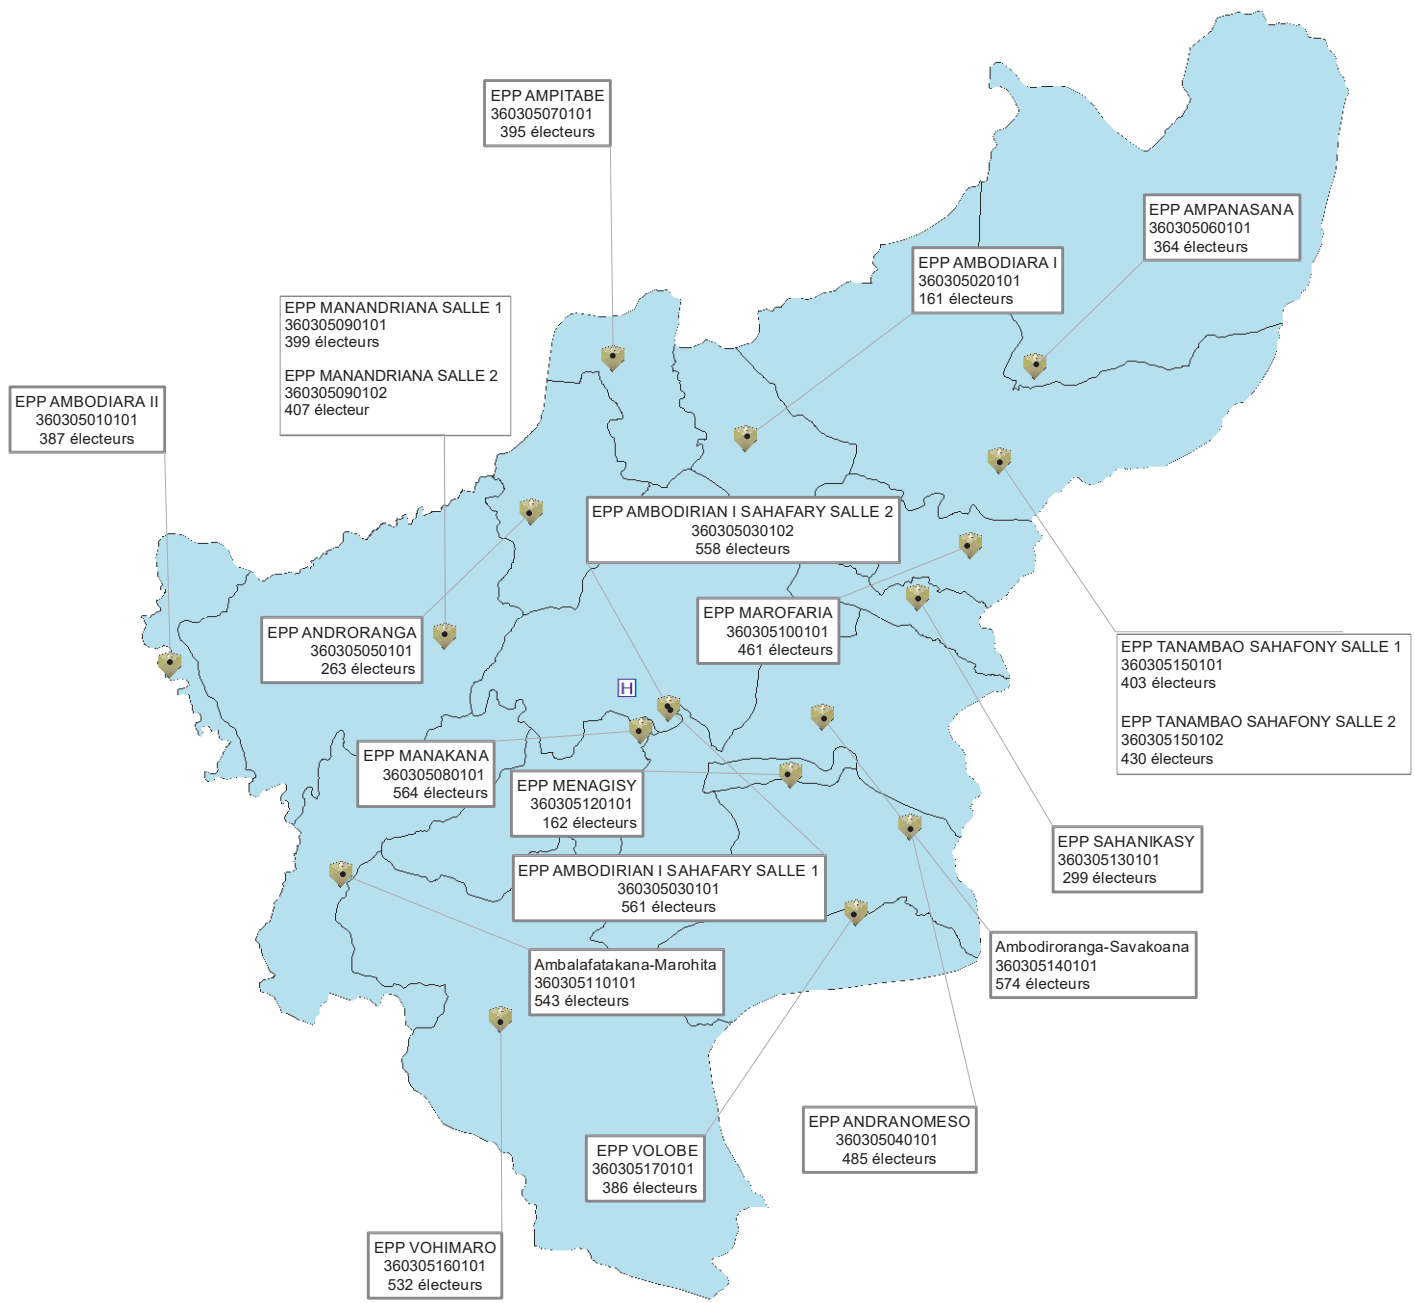 EPP AMPITABE
360305070101
395 électeurs
EPP AMPANASANA
360305060101
364 électeurs
EPP AMBODIARA I
360305020101
161 électeurs
EPP MANANDRIANA SALLE 1
360305090101
399 électeurs
EPP MANANDRIANA SALLE 2
360305090102
407 électeur
EPP AMBODIARA II
360305010101
387 électeurs
EPP AMBODIRIAN I SAHAFARY SALLE 2
360305030102
558 électeurs
EPP ANDRORANGA
360305050101
263 électeurs
EPP MAROFARIA
360305100101
461 électeurs
EPP TANAMBAO SAHAFONY SALLE 1
360305150101
403 électeurs
EPP TANAMBAO SAHAFONY SALLE 2
360305150102
430 électeurs
H
EPP MANAKANA
360305080101
564 électeurs
EPP MENAGISY
360305120101
162 électeurs
EPP SAHANIKASY
360305130101
299 électeurs
EPP AMBODIRIAN I SAHAFARY SALLE 1
360305030101
561 électeurs
Ambodiroranga-Savakoana
360305140101
574 électeurs
Ambalafatakana-Marohita
360305110101
543 électeurs
EPP ANDRANOMESO
360305040101
485 électeurs
EPP VOLOBE
360305170101
386 électeurs
EPP VOHIMARO
360305160101
532 électeurs